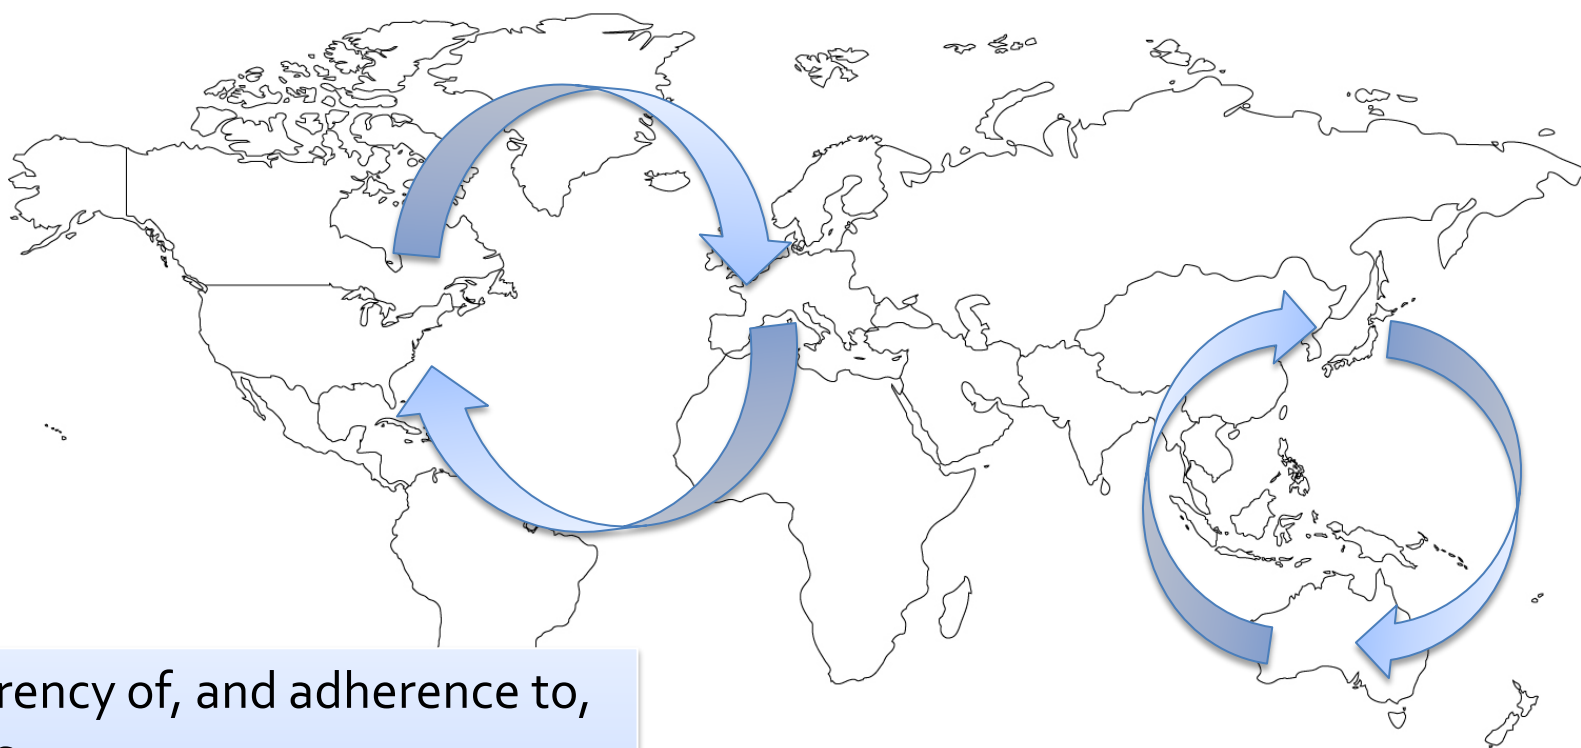 rency of, and adherence to,